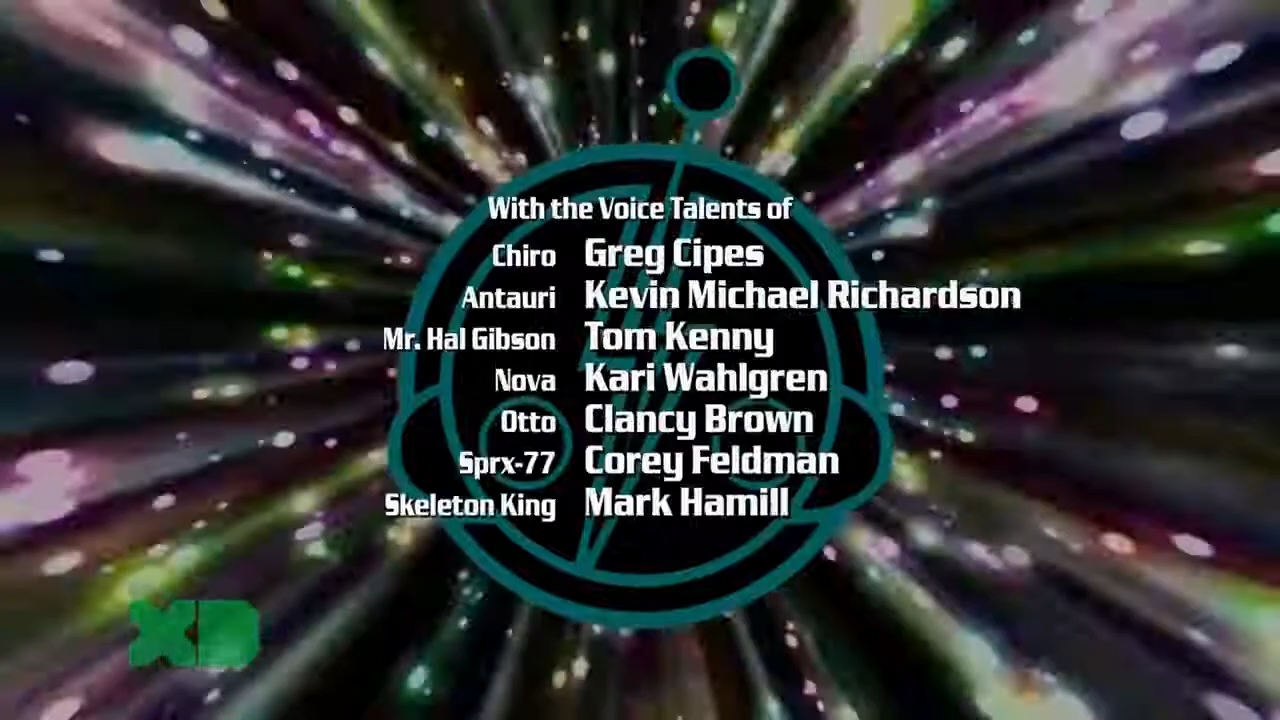 With the Voice Talents of
Chiro Greg Cipes
Antauri Kevin Michael Richardson
Mr. Hal Gibson Tom Kenny
Nova Kari Wahlgren
Otto Clancy Brown
Sprx-77 Corey Feldman
Skeleton King Mark Hamill
XD